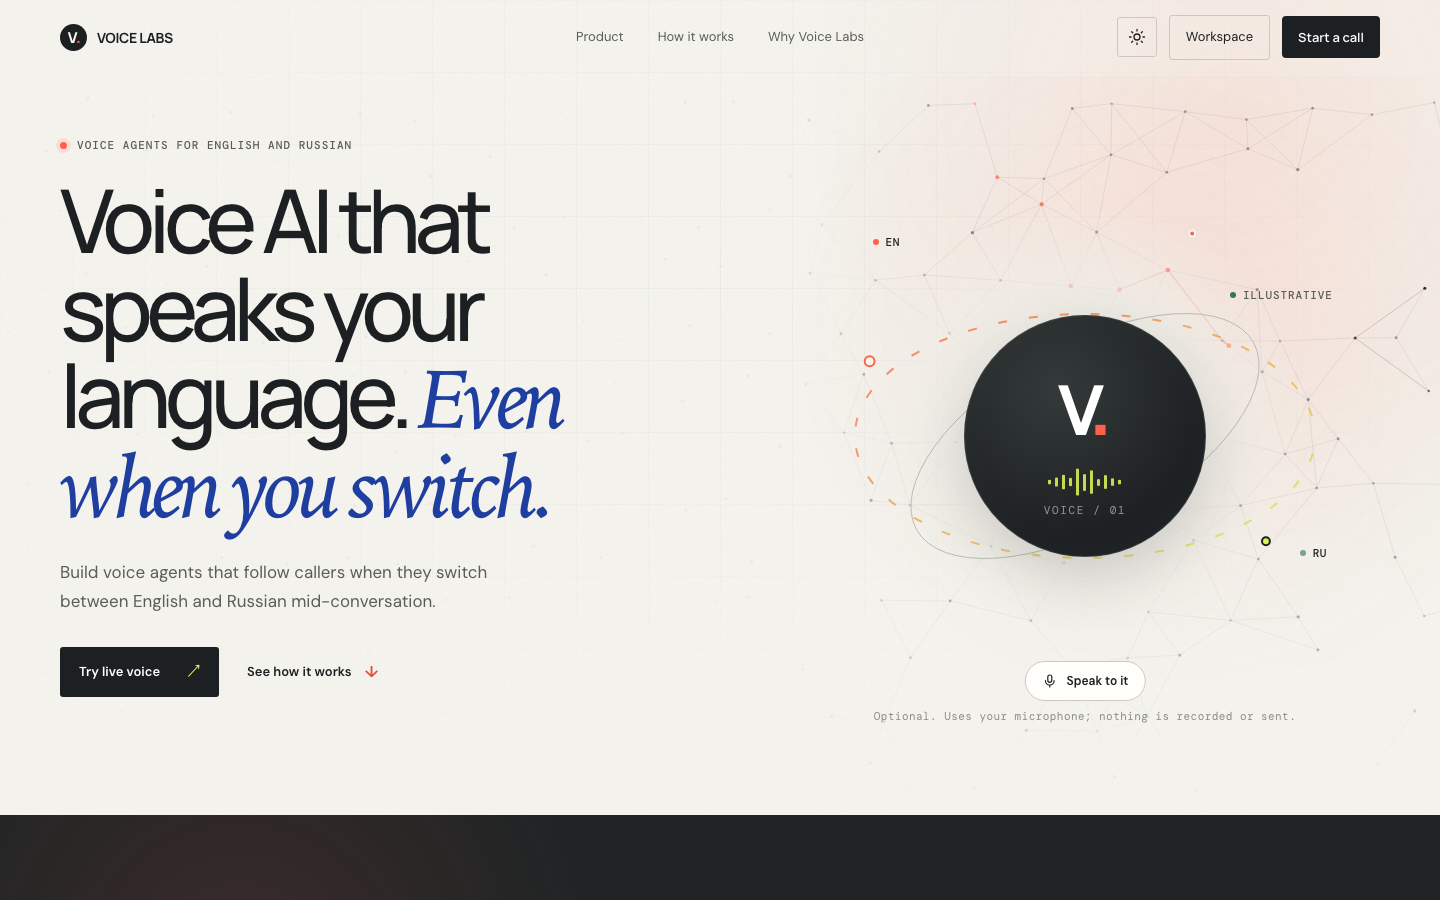 V. VOICE LABS
Product
How it works
Why Voice Labs
Workspace
Start a call
VOICE AGENTS FOR ENGLISH AND RUSSIAN
Voice AI that
speaks your
language. Even
when you switch.
Build voice agents that follow callers when they switch
between English and Russian mid-conversation.
Try live voice
See how it works
EN
ILLUSTRATIVE
V.
VOICE / 01
RU
Speak to it
Optional. Uses your microphone; nothing is recorded or sent.